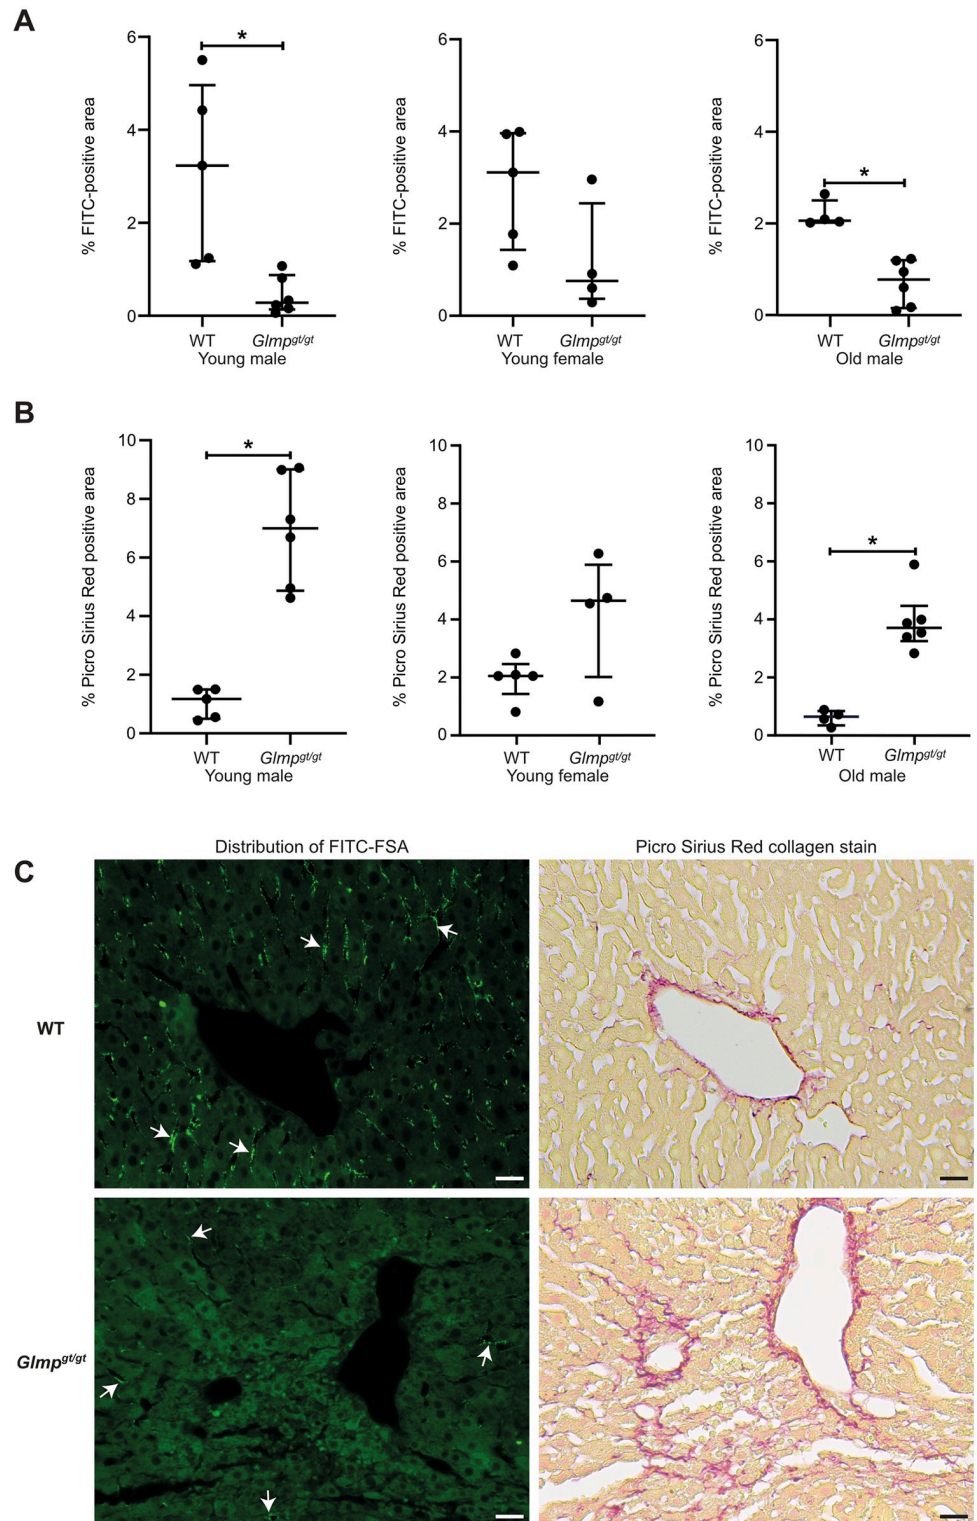 A
% FITC-positive area
6
4
2
0
*
WT
Glmpgt/gt
Young male
% FITC-positive area
6
4
2
0
WT
Glmpgt/gt
Young female
% FITC-positive area
6
4
2
0
*
WT
Glmpgt/gt
Old male
B
% Picro Sirius Red positive area
10
8
6
4
2
0
*
WT
Glmpgt/gt
Young male
% Picro Sirius Red positive area
10
8
6
4
2
0
WT
Glmpgt/gt
Young female
% Picro Sirius Red positive area
10
8
6
4
2
0
*
WT
Glmpgt/gt
Old male
C
Distribution of FITC-FSA
Picro Sirius Red collagen stain
WT
Glmpgt/gt